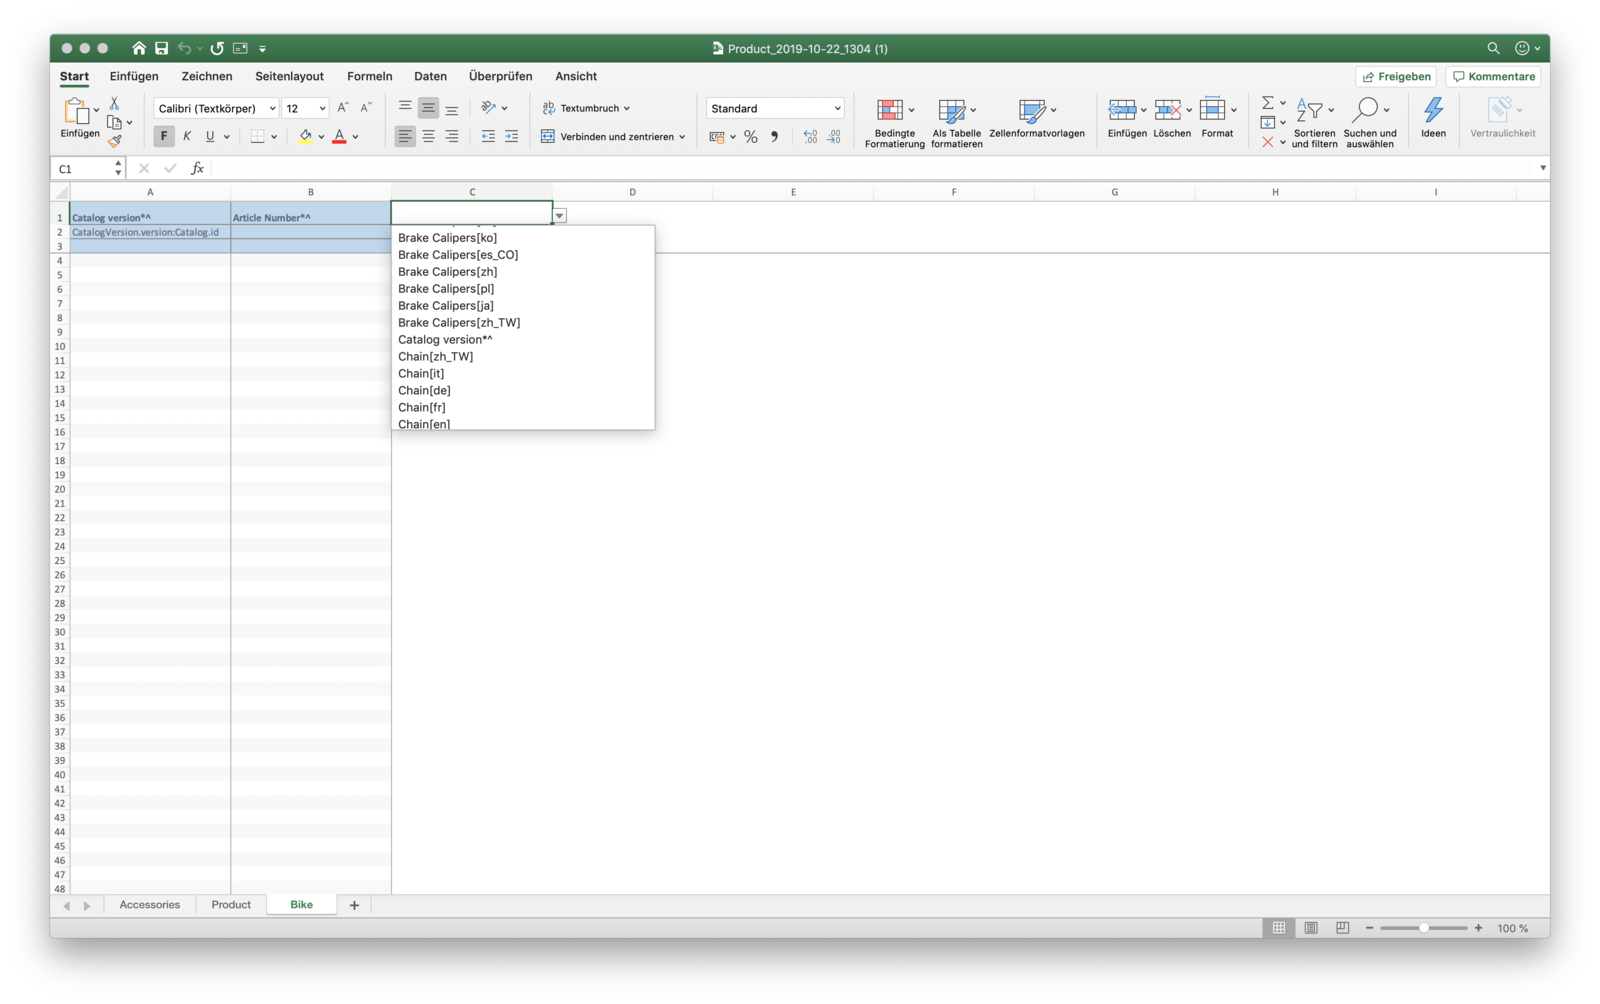 Product_2019-10-22_1304 (1)
Start Einfügen Zeichnen Seitenlayout Formeln Daten Überprüfen Ansicht Freigeben Kommentare
Einfügen
Calibri (Textkörper) 12
F K U
Textumbruch
Verbinden und zentrieren
Standard
Bedingte Formatierung
Als Tabelle formatieren
Zellenformatvorlagen
Einfügen Löschen Format
Sortieren und filtern
Suchen und auswählen
Ideen
Vertraulichkeit
C1 fx
A B C D E F G H I
1 Catalog version*^ Article Number*^
2 CatalogVersion.version:Catalog.id
3
4
5
6
7
8
9
10
11
12
13
14
15
16
17
18
19
20
21
22
23
24
25
26
27
28
29
30
31
32
33
34
35
36
37
38
39
40
41
42
43
44
45
46
47
48
Brake Calipers[ko]
Brake Calipers[es_CO]
Brake Calipers[zh]
Brake Calipers[pl]
Brake Calipers[ja]
Brake Calipers[zh_TW]
Catalog version*^
Chain[zh_TW]
Chain[it]
Chain[de]
Chain[fr]
Chain[en]
Accessories Product Bike +
100 %